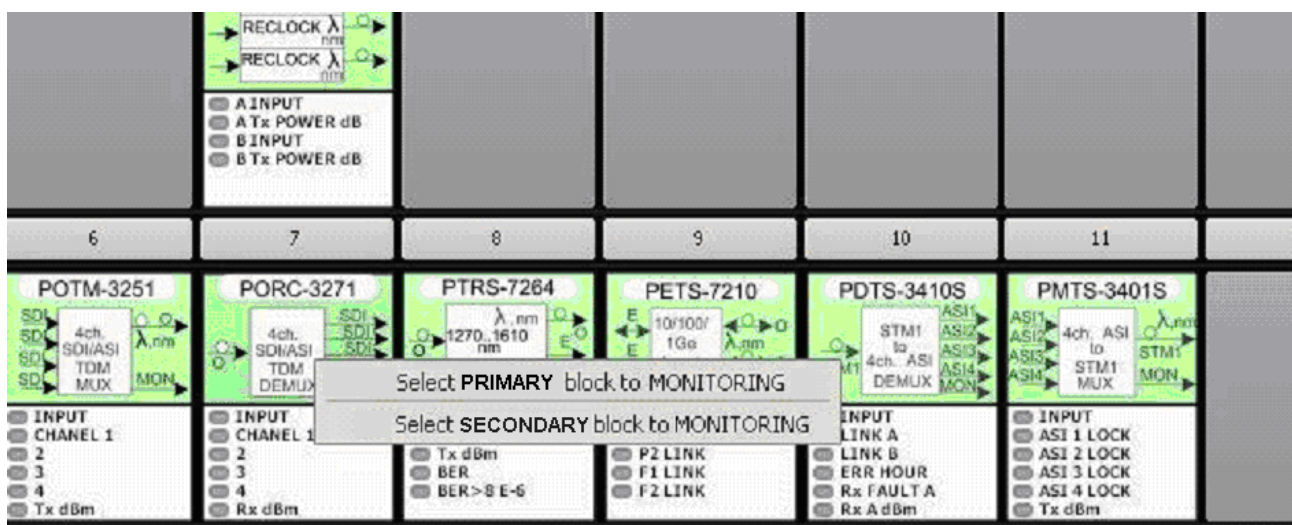 RECLOCK λ
nm
RECLOCK λ
nm
A INPUT
A Tx POWER dB
B INPUT
B Tx POWER dB
6 7 8 9 10 11
POTM-3251
SDI
SDI
SDI
SDI
4ch.
SDI/ASI
TDM
MUX
λ,nm
MON
INPUT
CHANEL 1
2
3
4
Tx dBm
PORC-3271
4ch.
SDI/ASI
TDM
DEMUX
SDI
SDI
SDI
INPUT
CHANEL 1
2
3
4
Rx dBm
PTRS-7264
λ,nm
1270..1610
nm
E
Tx dBm
BER
BER>8 E-6
PETS-7210
E
E
10/100/
1Ge
λ,nm
P2 LINK
F1 LINK
F2 LINK
Select PRIMARY block to MONITORING
Select SECONDARY block to MONITORING
PDTS-3410S
STM1
to
4ch. ASI
DEMUX
ASI1
ASI2
ASI3
ASI4
MON
INPUT
LINK A
LINK B
ERR HOUR
Rx FAULT A
Rx A dBm
PMTS-3401S
ASI1
ASI2
ASI3
ASI4
4ch. ASI
to
STM1
MUX
λ,nm
STM1
MON
INPUT
ASI 1 LOCK
ASI 2 LOCK
ASI 3 LOCK
ASI 4 LOCK
Tx dBm